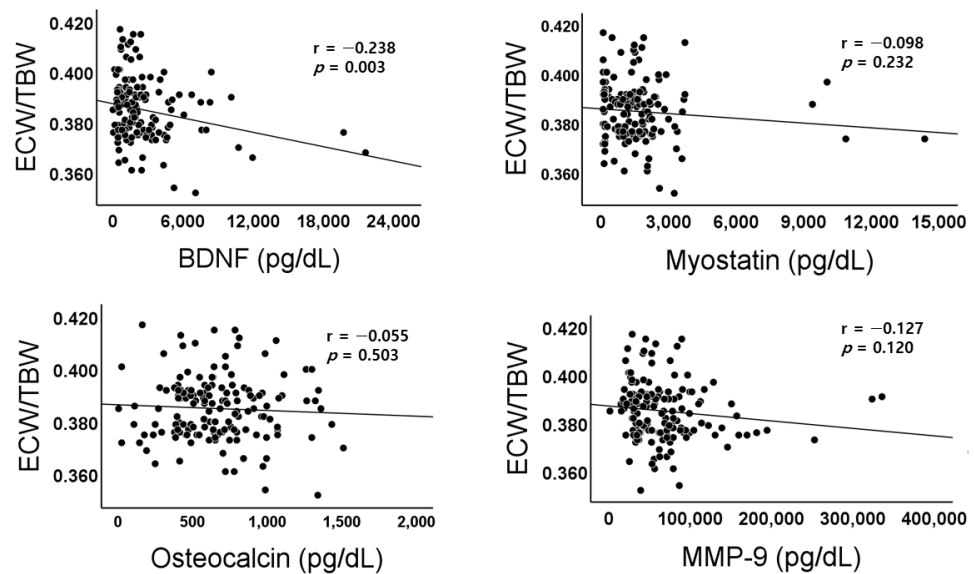 0.420
0.400
0.380
0.360
ECW/TBW
r = −0.238
p = 0.003
0 6,000 12,000 18,000 24,000
BDNF (pg/dL)
0.420
0.400
0.380
0.360
ECW/TBW
r = −0.098
p = 0.232
0 3,000 6,000 9,000 12,000 15,000
Myostatin (pg/dL)
0.420
0.400
0.380
0.360
ECW/TBW
r = −0.055
p = 0.503
0 500 1,000 1,500 2,000
Osteocalcin (pg/dL)
0.420
0.400
0.380
0.360
ECW/TBW
r = −0.127
p = 0.120
0 100,000 200,000 300,000 400,000
MMP-9 (pg/dL)